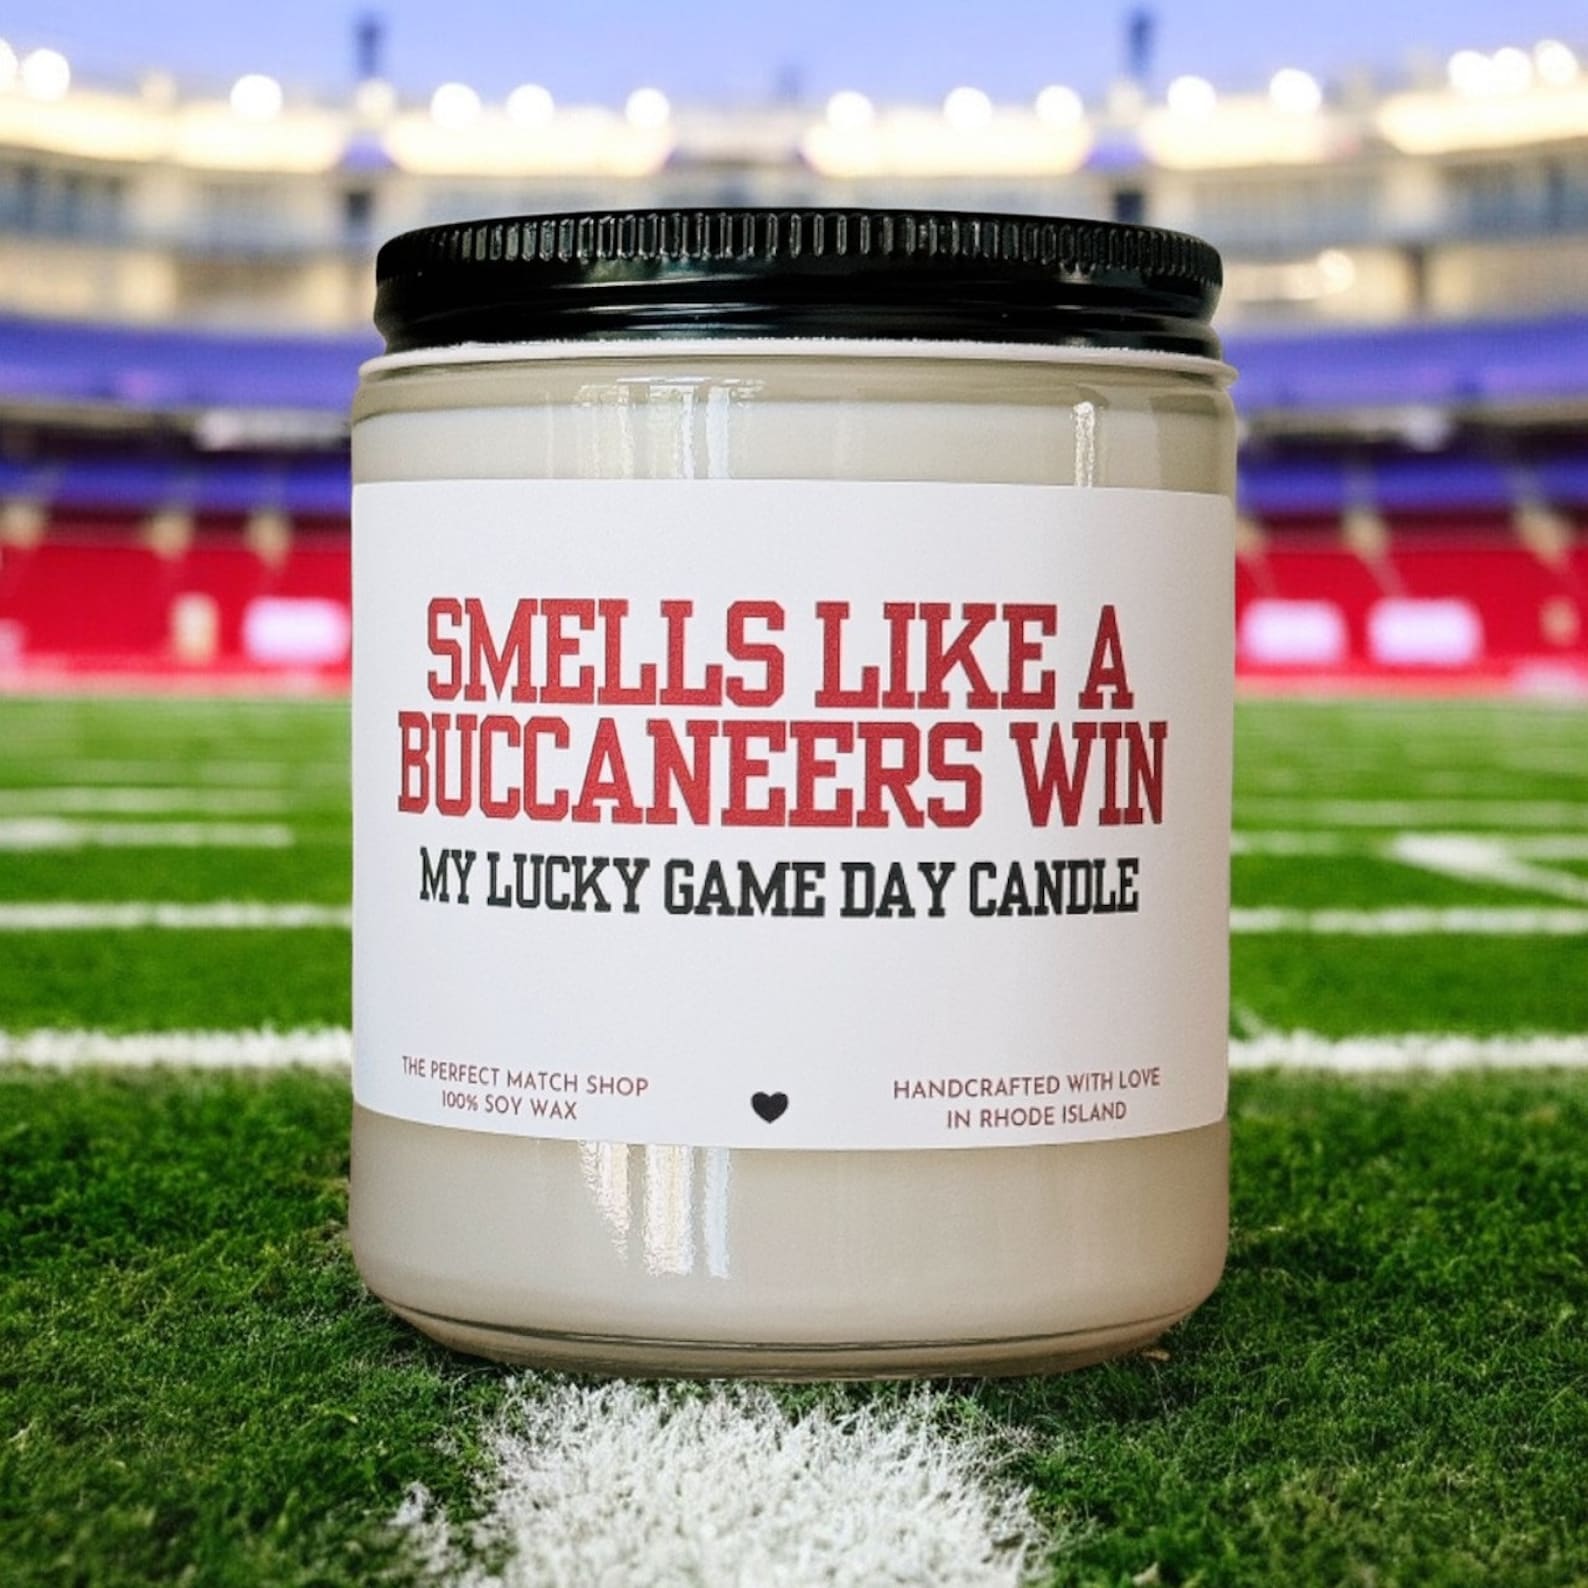 SMELLS LIKE A
BUCCANEERS WIN
MY LUCKY GAME DAY CANDLE
THE PERFECT MATCH SHOP
100% SOY WAX
HANDCRAFTED WITH LOVE
IN RHODE ISLAND